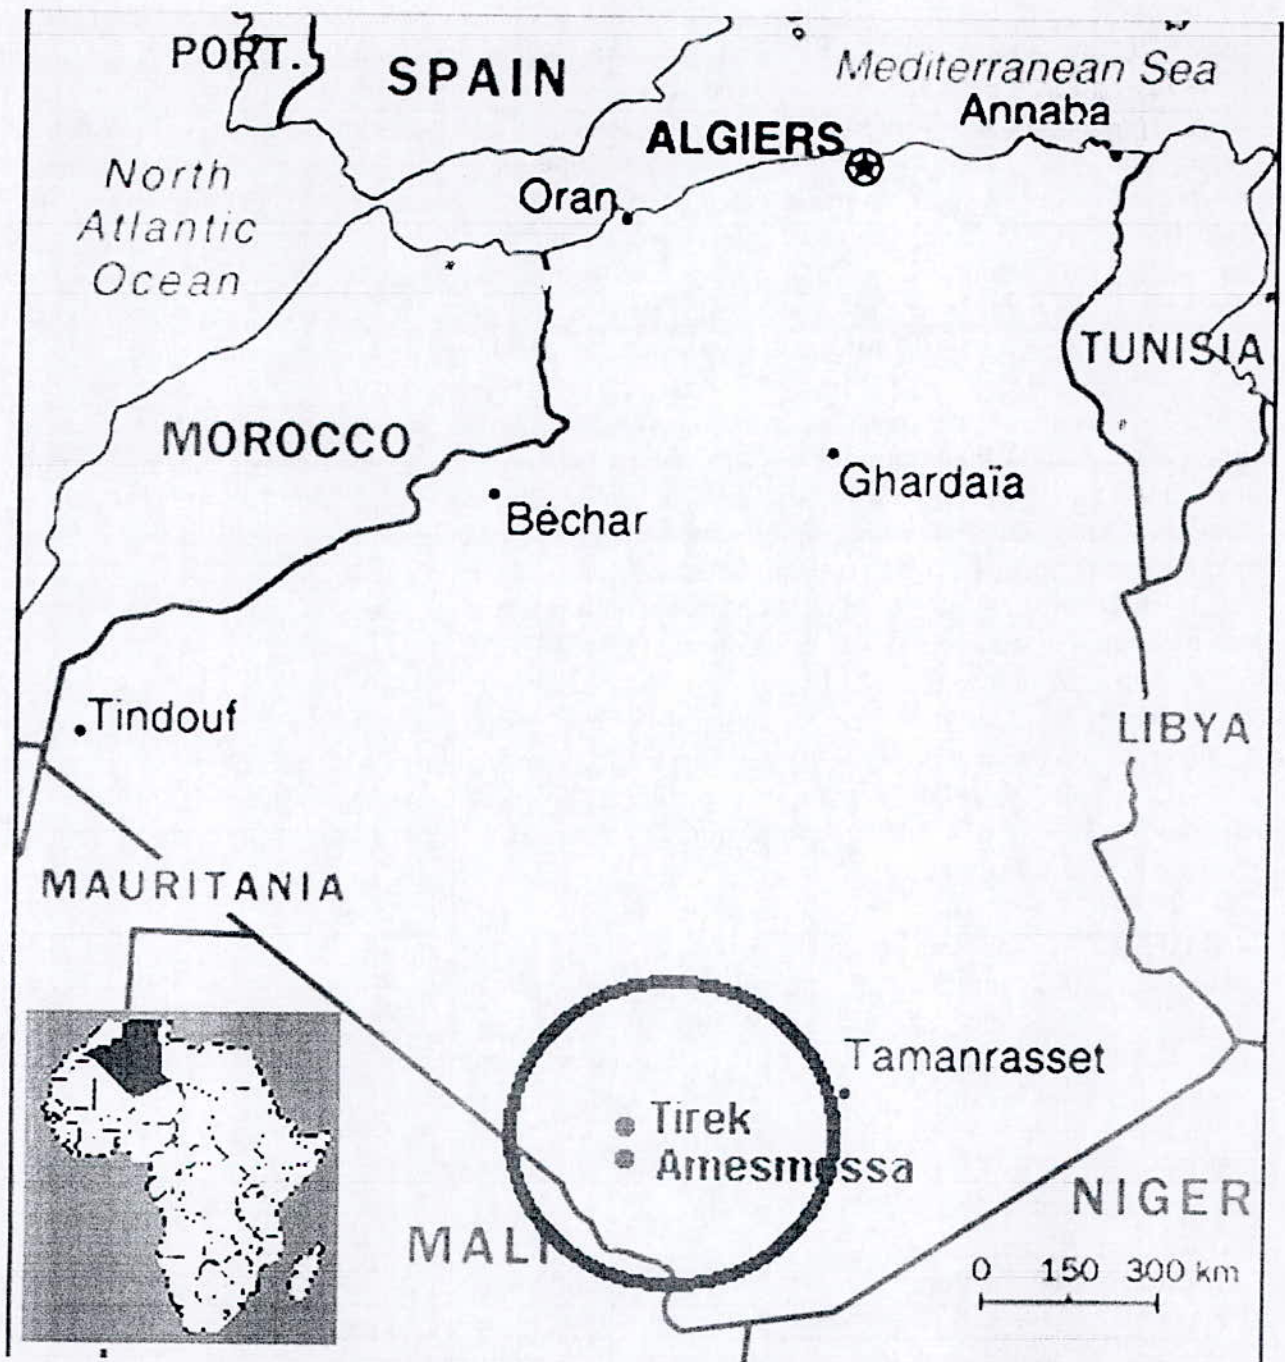 PORT.
SPAIN
Mediterranean Sea
Annaba
ALGIERS
North
Atlantic
Ocean
Oran
TUNISIA
MOROCCO
Ghardaïa
Béchar
Tindouf
LIBYA
MAURITANIA
Tamanrasset
Tirek
Amesmessa
NIGER
MALI
0 150 300 km